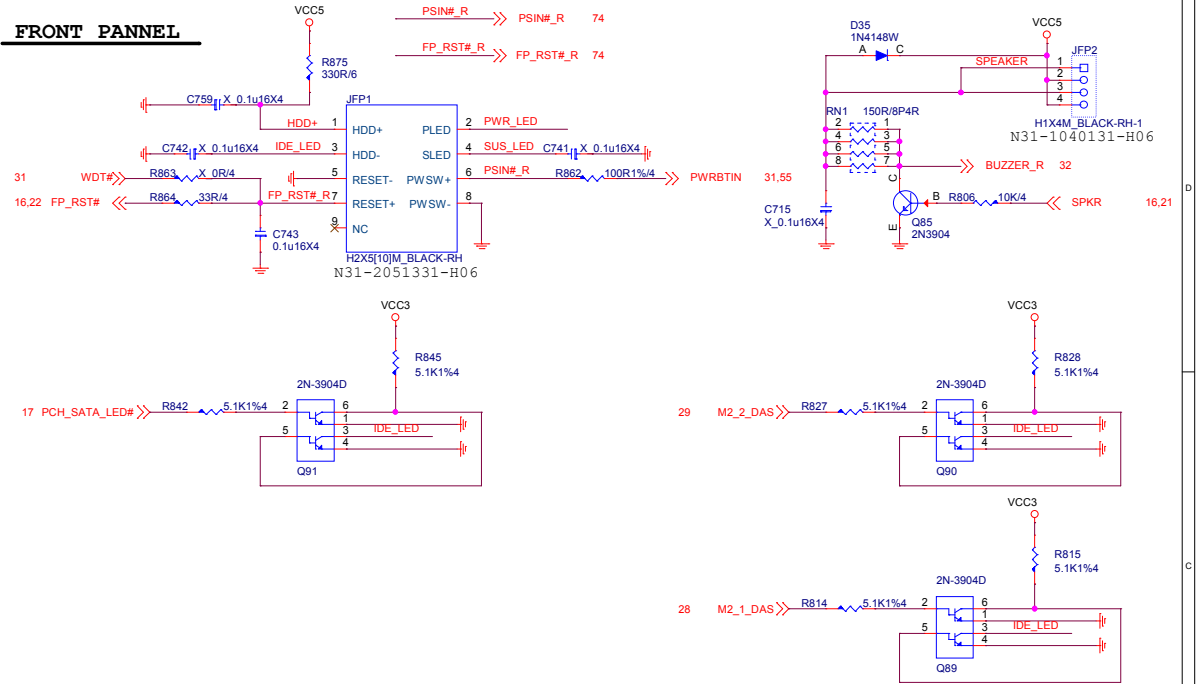 FRONT PANNEL
VCC5
R875
330R/6
PSIN#_R
PSIN#_R 74
FP_RST#_R
FP_RST#_R 74
C759 X_0.1u16X4
JFP1
HDD+ 1 HDD+ PLED 2 PWR_LED
C742 X_0.1u16X4 IDE_LED 3 HDD- SLED 4 SUS_LED C741 X_0.1u16X4
5 RESET- PWSW+ 6 PSIN#_R R862 100R1%/4 PWRBTIN 31,55
31 WDT# R863 X_0R/4
16,22 FP_RST# R864 33R/4 FP_RST#_R 7 RESET+ PWSW- 8
9 NC
C743
0.1u16X4
H2X5[10]M_BLACK-RH
N31-2051331-H06
D35
1N4148W
A C
VCC5
JFP2
SPEAKER 1
2
3
4
H1X4M_BLACK-RH-1
N31-1040131-H06
RN1 150R/8P4R
2 1
4 3
6 5
8 7
BUZZER_R 32
C
B R806 10K/4 SPKR 16,21
E
Q85
2N3904
C715
X_0.1u16X4
D
VCC3
R845
5.1K1%4
2N-3904D
17 PCH_SATA_LED# R842 5.1K1%4 2 6
1
5 3 IDE_LED
4
Q91
VCC3
R828
5.1K1%4
2N-3904D
29 M2_2_DAS R827 5.1K1%4 2 6
1
5 3 IDE_LED
4
Q90
VCC3
R815
5.1K1%4
C
2N-3904D
28 M2_1_DAS R814 5.1K1%4 2 6
1
5 3 IDE_LED
4
Q89